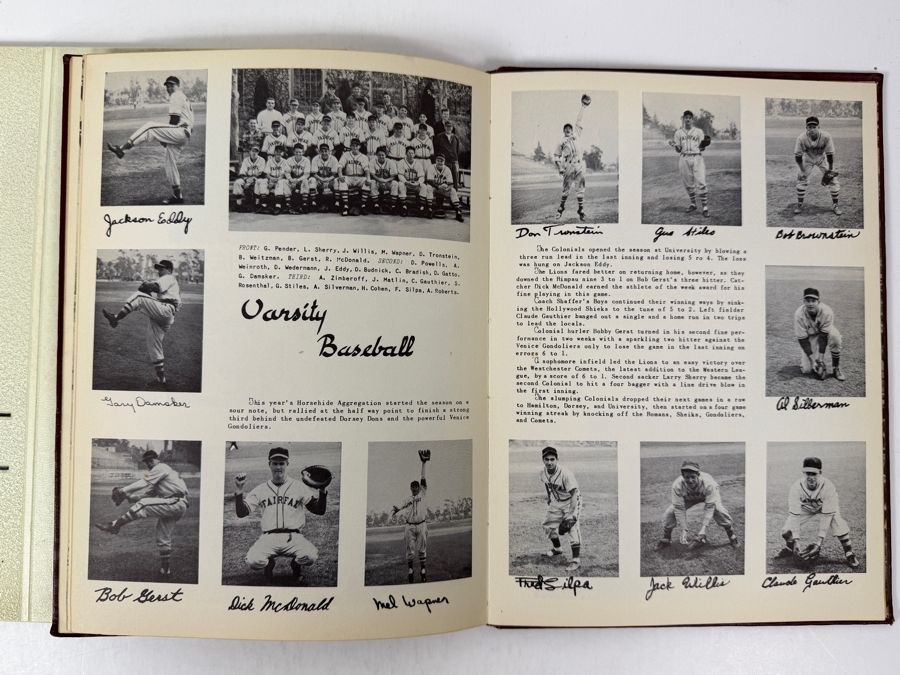 Jackson Eddy
FRONT: G. Pender, L. Sherry, J. Willis, M. Wapner, D. Tronstein,
B. Weitzman, B. Gerst, R. McDonald. SECOND: D. Powells, A.
Weinroth, D. Wedermann, J. Eddy, D. Budnick, C. Bradish, D. Gatto,
G. Damsker. THIRD: A. Zimberoff, J. Matlin, C. Gauthier, S.
Rosenthal, G. Stiles, A. Silverman, H. Cohen, F. Silpa, A. Roberts.
Varsity
Baseball
Gary Damsker
This year's Horsehide Aggregation started the season on a
sour note, but rallied at the half way point to finish a strong
third behind the undefeated Dorsey Dons and the powerful Venice
Gondoliers.
FAIRFAX
Bob Gerst
Dick McDonald
Mel Wapner
Don Tronstein
Gus Stiles
Bob Brownstein
The Colonials opened the season at University by blowing a
three run lead in the last inning and losing 5 to 4. The loss
was hung on Jackson Eddy.
The Lions fared better on returning home, however, as they
downed the Rimpau nine 3 to 1 on Bob Gerst's three hitter. Cat-
cher Dick McDonald earned the athlete of the week award for his
fine playing in this game.
Coach Shaffer's Boys continued their winning ways by sink-
ing the Hollywood Shieks to the tune of 5 to 2. Left fielder
Claude Gauthier banged out a single and a home run in two trips
to lead the locals.
Colonial hurler Bobby Gerst turned in his second fine per-
formance in two weeks with a sparkling two hitter against the
Venice Gondoliers only to lose the game in the last inning on
errors 6 to 1.
A sophomore infield led the Lions to an easy victory over
the Westchester Comets, the latest addition to the Western Lea-
gue, by a score of 6 to 1. Second sacker Larry Sherry became the
second Colonial to hit a four bagger with a line drive blow in
the first inning.
The slumping Colonials dropped their next games in a row
to Hamilton, Dorsey, and University, then started on a four game
winning streak by knocking off the Romans, Sheiks, Gondoliers,
and Comets.
Al Silberman
Fred Silpa
Jack Willis
Claude Gauthier